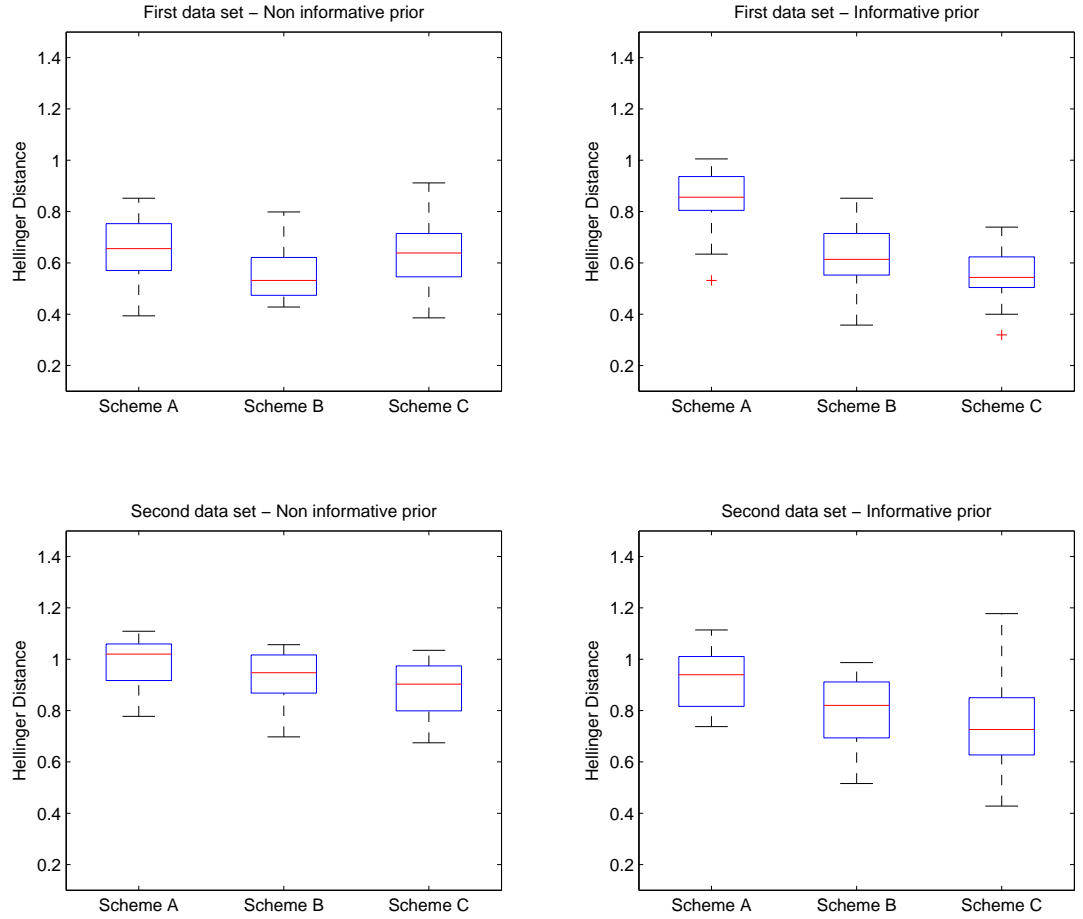 First data set – Non informative prior
1.4
1.2
1
0.8
0.6
0.4
0.2
Hellinger Distance
Scheme A Scheme B Scheme C
First data set – Informative prior
1.4
1.2
1
0.8
0.6
0.4
0.2
Hellinger Distance
Scheme A Scheme B Scheme C
Second data set – Non informative prior
1.4
1.2
1
0.8
0.6
0.4
0.2
Hellinger Distance
Scheme A Scheme B Scheme C
Second data set – Informative prior
1.4
1.2
1
0.8
0.6
0.4
0.2
Hellinger Distance
Scheme A Scheme B Scheme C